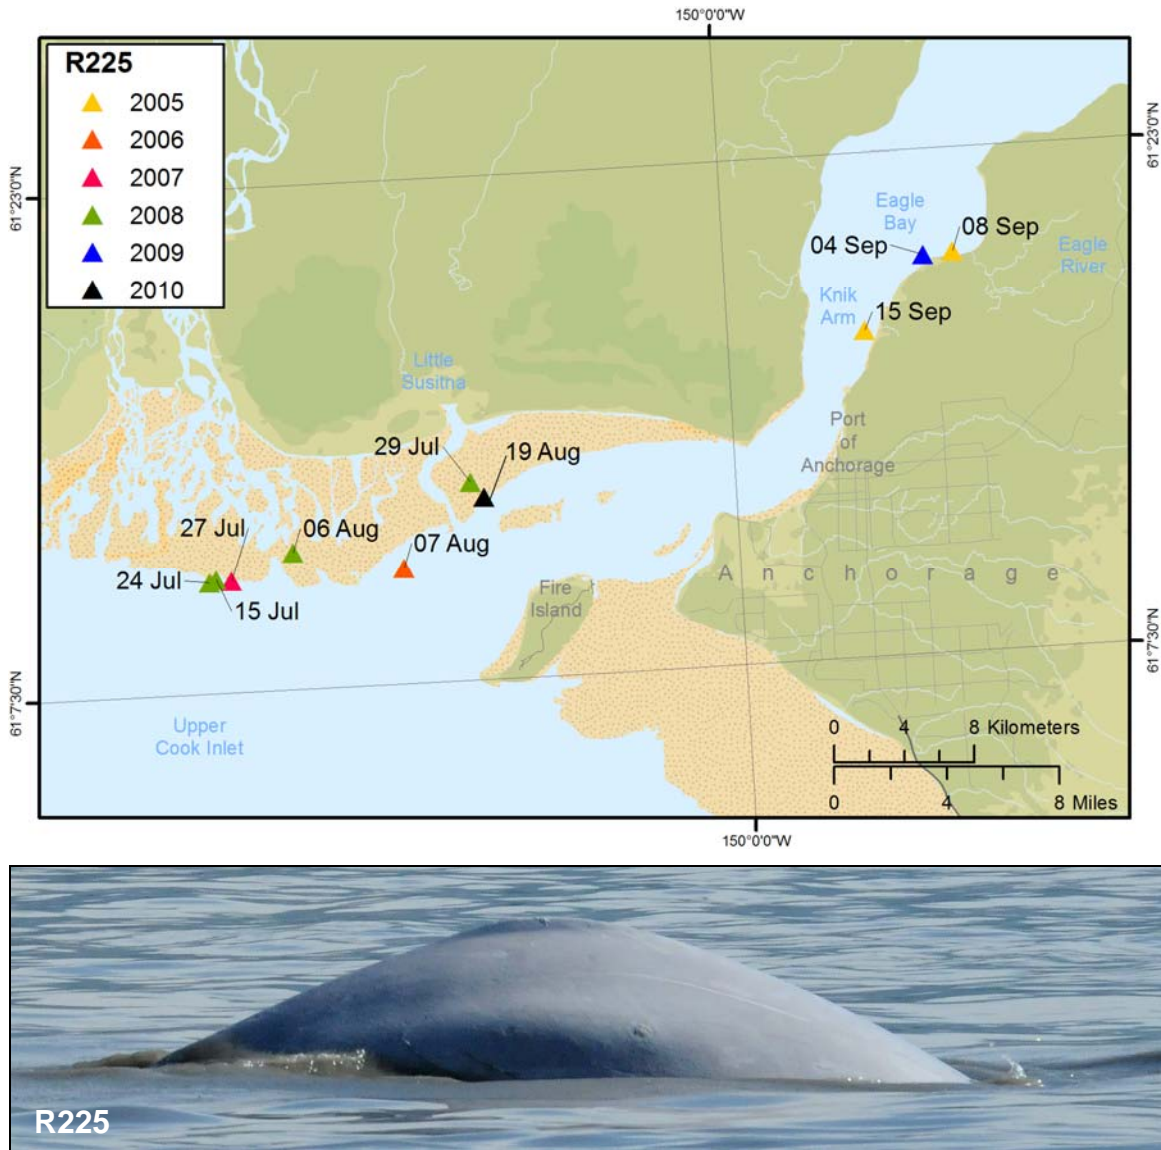 150°0'0"W
R225
2005
2006
2007
2008
2009
2010
61°23'0"N
61°23'0"N
Eagle
Bay
08 Sep
04 Sep
Eagle
River
Knik
Arm
15 Sep
Little
Susitna
Port
of
Anchorage
29 Jul
19 Aug
27 Jul
06 Aug
07 Aug
24 Jul
15 Jul
Anchorage
Fire
Island
61°7'30"N
61°7'30"N
Upper
Cook Inlet
0 4 8 Kilometers
0 4 8 Miles
150°0'0"W
R225